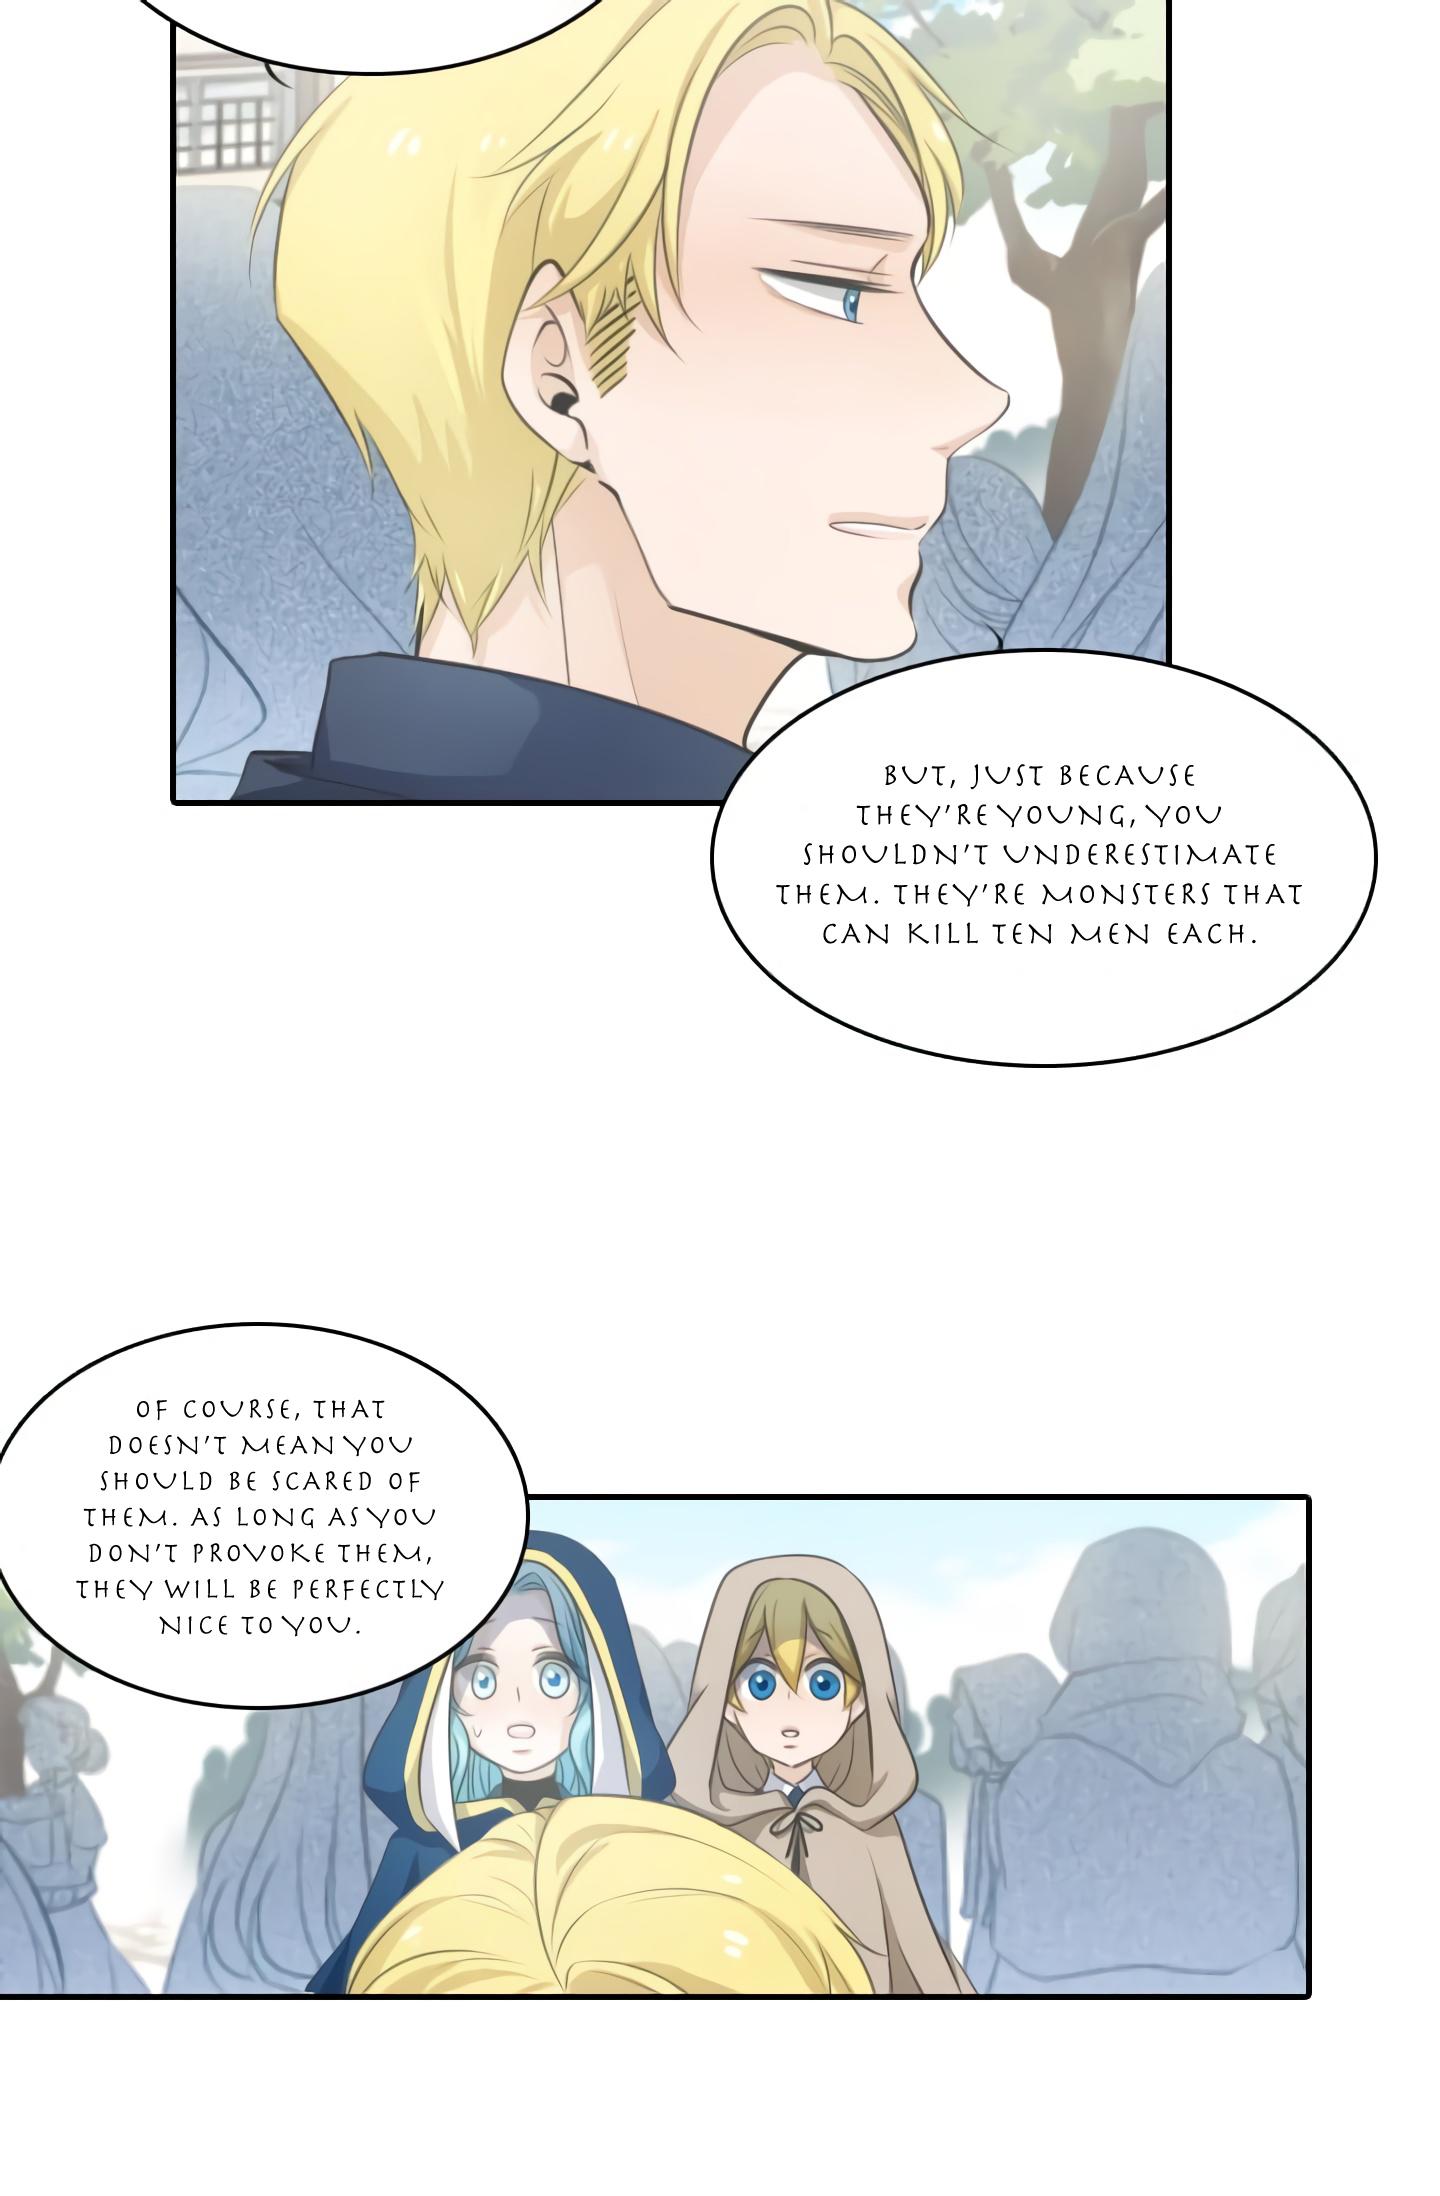 BUT, JUST BECAUSE
THEY'RE YOUNG, YOU
SHOULDN'T UNDERESTIMATE
THEM. THEY'RE MONSTERS THAT
CAN KILL TEN MEN EACH.
OF COURSE, THAT
DOESN'T MEAN YOU
SHOULD BE SCARED OF
THEM. AS LONG AS YOU
DON'T PROVOKE THEM,
THEY WILL BE PERFECTLY
NICE TO YOU.